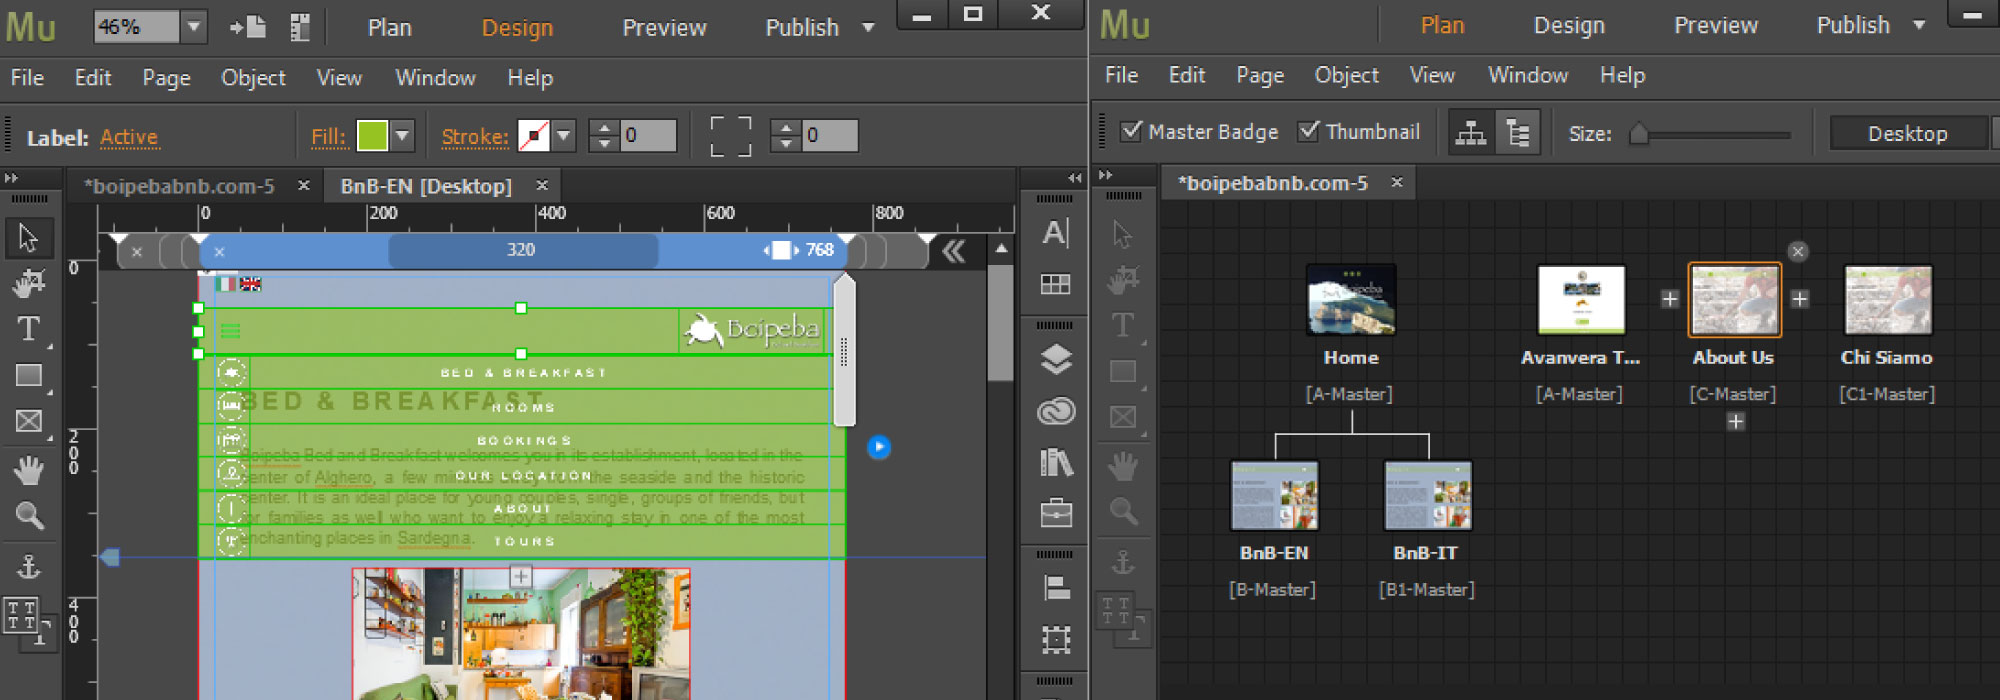 Mu 46% Plan Design Preview Publish
File Edit Page Object View Window Help
Label: Active Fill: Stroke: 0 0
*boipebabnb.com-5 × BnB-EN [Desktop] ×
0 200 400 600 800
× × 320 768
0
200
400
Boipeba
BED & BREAKFAST
BED & BREAKFAST
ROOMS
BOOKINGS
Boipeba Bed and Breakfast welcomes you in its establishment, located in the
center of Alghero, a few the seaside and the historic
OUR LOCATION
center. It is an ideal place for young couples, single, groups of friends, but
ABOUT
for families as well who want to enjoy a relaxing stay in one of the most
enchanting places in Sardegna.
TOURS
Mu Plan Design Preview Publish
File Edit Page Object View Window Help
Master Badge Thumbnail Size: Desktop
*boipebabnb.com-5 ×
Boipeba
Home Avanvera T... About Us Chi Siamo
[A-Master] [A-Master] [C-Master] [C1-Master]
BnB-EN BnB-IT
[B-Master] [B1-Master]